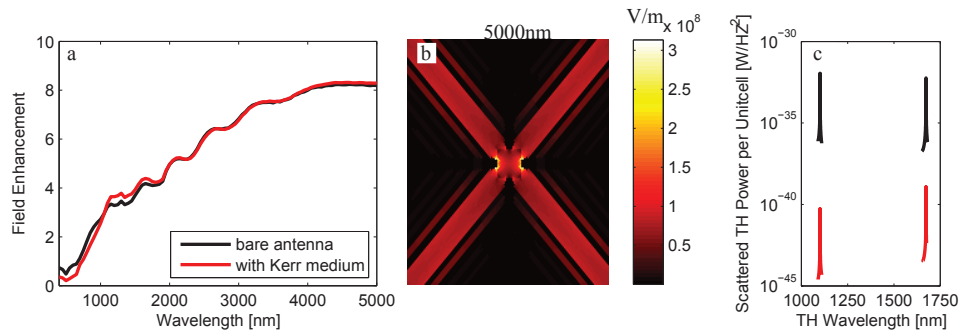 a
10
8
6
4
2
0
Field Enhancement
bare antenna
with Kerr medium
1000 2000 3000 4000 5000
Wavelength [nm]
5000nm
b
V/m x 10^8
3
2.5
2
1.5
1
0.5
c
10^-30
10^-35
10^-40
10^-45
Scattered TH Power per Unitcell [W/HZ^2]
1000 1250 1500 1750
TH Wavelength [nm]